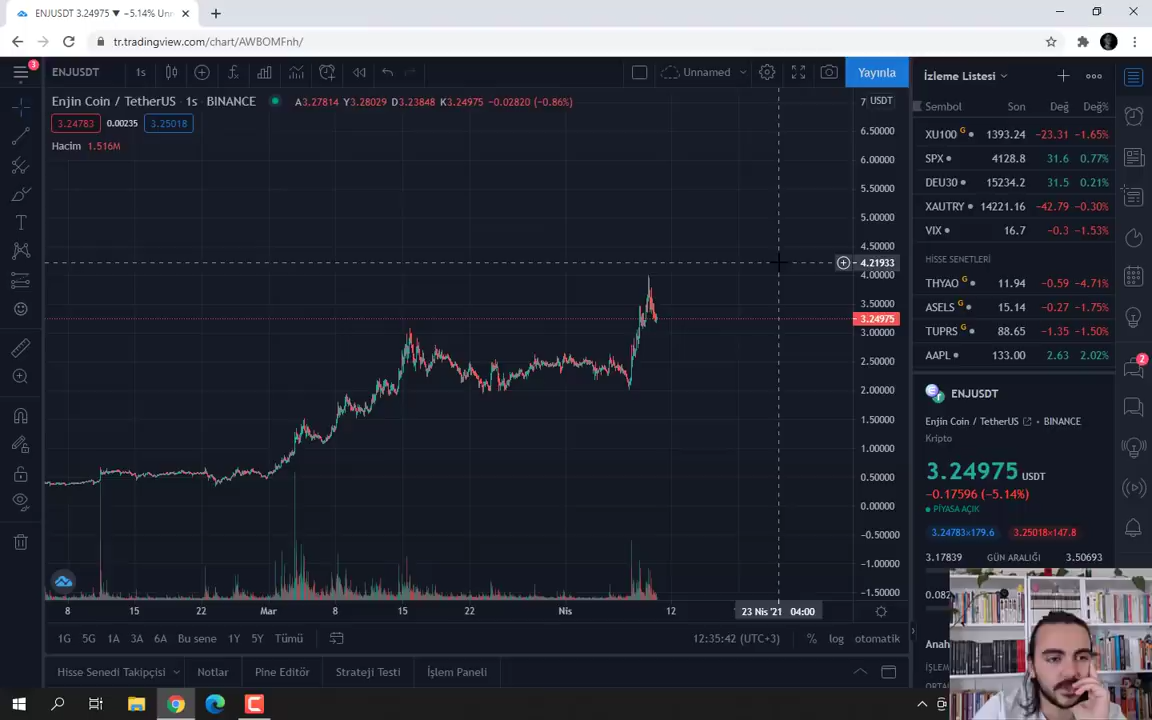 ENJUSDT 3.24975 ▼ −5.14% Unn
tr.tradingview.com/chart/AWBOMFnh/
3
ENJUSDT
1s
Unnamed
Yayınla
Enjin Coin / TetherUS · 1s · BINANCE
A3.27814 Y3.28029 D3.23848 K3.24975 −0.02820 (−0.86%)
3.24783
0.00235
3.25018
Hacim 1.516M
7 USDT
6.50000
6.00000
5.50000
5.00000
4.50000
4.21933
4.00000
3.50000
3.24975
3.00000
2.50000
2.00000
1.50000
1.00000
0.50000
0.00000
−0.50000
−1.00000
−1.50000
8
15
22
Mar
8
15
22
Nis
12
23 Nis '21 04:00
1G
5G
1A
3A
6A
Bu sene
1Y
5Y
Tümü
12:35:42 (UTC+3)
%
log
otomatik
Hisse Senedi Takipçisi
Notlar
Pine Editör
Strateji Testi
İşlem Paneli
İzleme Listesi
Sembol Son Değ Değ%
XU100 G 1393.24 −23.31 −1.65%
SPX 4128.8 31.6 0.77%
DEU30 15234.2 31.5 0.21%
XAUTRY 14221.16 −42.79 −0.30%
VIX 16.7 −0.3 −1.53%
HİSSE SENETLERİ
THYAO G 11.94 −0.59 −4.71%
ASELS G 15.14 −0.27 −1.75%
TUPRS G 88.65 −1.35 −1.50%
AAPL 133.00 2.63 2.02%
ENJUSDT
Enjin Coin / TetherUS • BINANCE
Kripto
3.24975 USDT
−0.17596 (−5.14%)
PİYASA AÇIK
3.24783×179.6
3.25018×147.8
3.17839 GÜN ARALIĞI 3.50693
0.082
Anah
İŞLEM
2